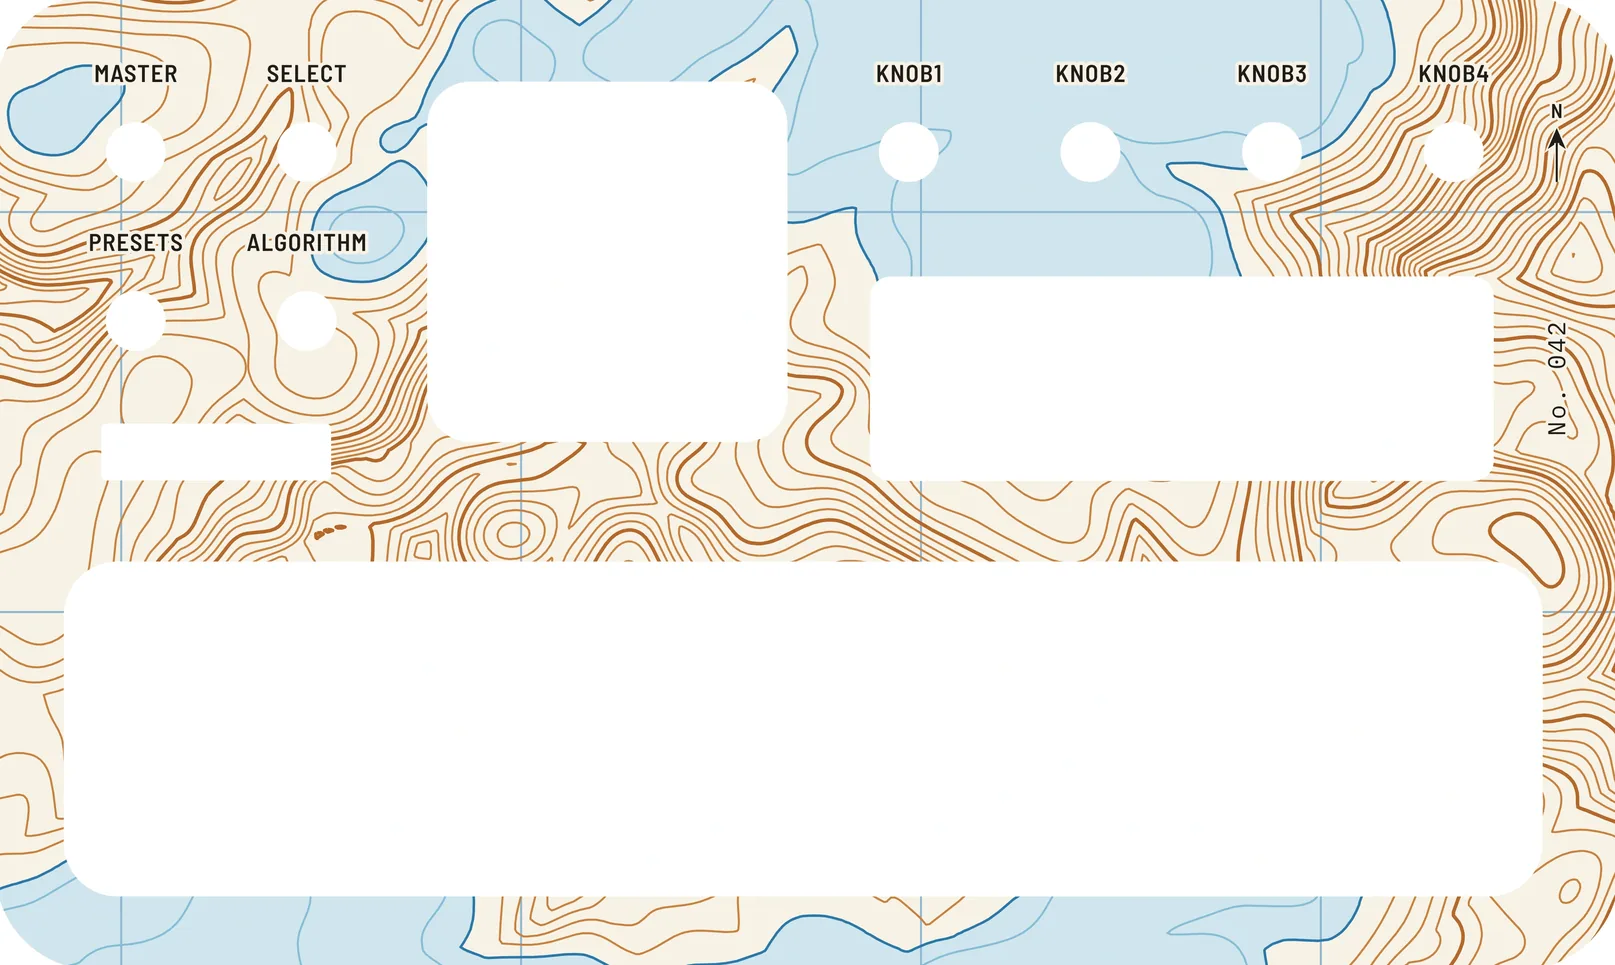 MASTER
SELECT
KNOB1
KNOB2
KNOB3
KNOB4
N
PRESETS
ALGORITHM
No. 042